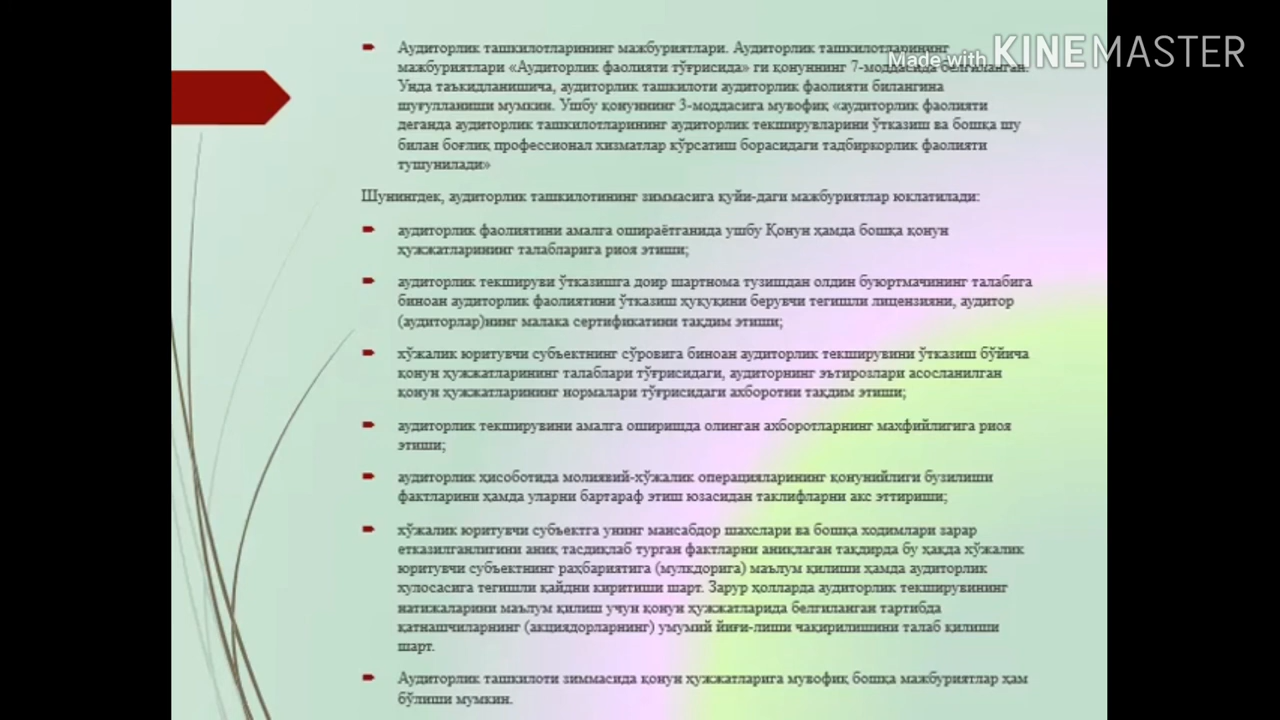 Аудиторлик ташкилотларининг мажбуриятлари. Аудиторлик ташкилотларининг
Made with KINEMASTER
мажбуриятлари «Аудиторлик фаолияти тўғрисида» ги қонуннинг 7-моддасида белгиланган.
Унда таъкидланишича, аудиторлик ташкилоти аудиторлик фаолияти билангина
шуғулланиши мумкин. Ушбу қонуннинг 3-моддасига мувофиқ «аудиторлик фаолияти
деганда аудиторлик ташкилотларининг аудиторлик текширувларини ўтказиш ва бошқа шу
билан боғлиқ профессионал хизматлар кўрсатиш борасидаги тадбиркорлик фаолияти
тушунилади»
Шунингдек, аудиторлик ташкилотининг зиммасига қуйи-даги мажбуриятлар юклатилади:
аудиторлик фаолиятини амалга ошираётганида ушбу Қонун ҳамда бошқа қонун
ҳужжатларининг талабларига риоя этиши;
аудиторлик текшируви ўтказишга доир шартнома тузишдан олдин буюртмачининг талабига
биноан аудиторлик фаолиятини ўтказиш ҳуқуқини берувчи тегишли лицензияни, аудитор
(аудиторлар)нинг малака сертификатини тақдим этиши;
хўжалик юритувчи субъектнинг сўровига биноан аудиторлик текширувини ўтказиш бўйича
қонун ҳужжатларининг талаблари тўғрисидаги, аудиторнинг эътирозлари асосланилган
қонун ҳужжатларининг нормалари тўғрисидаги ахборотни тақдим этиши;
аудиторлик текширувини амалга оширишда олинган ахборотларнинг махфийлигига риоя
этиши;
аудиторлик ҳисоботида молиявий-хўжалик операцияларининг қонунийлиги бузилиши
фактларини ҳамда уларни бартараф этиш юзасидан таклифларни акс эттириши;
хўжалик юритувчи субъектга унинг мансабдор шахслари ва бошқа ходимлари зарар
етказилганлигини аниқ тасдиқлаб турган фактларни аниқлаган тақдирда бу ҳақда хўжалик
юритувчи субъектнинг раҳбариятига (мулкдорига) маълум қилиши ҳамда аудиторлик
хулосасига тегишли қайдни киритиши шарт. Зарур ҳолларда аудиторлик текширувининг
натижаларини маълум қилиш учун қонун ҳужжатларида белгиланган тартибда
қатнашчиларнинг (акциядорларнинг) умумий йиғи-лиши чақирилишини талаб қилиши
шарт.
Аудиторлик ташкилоти зиммасида қонун ҳужжатларига мувофиқ бошқа мажбуриятлар ҳам
бўлиши мумкин.